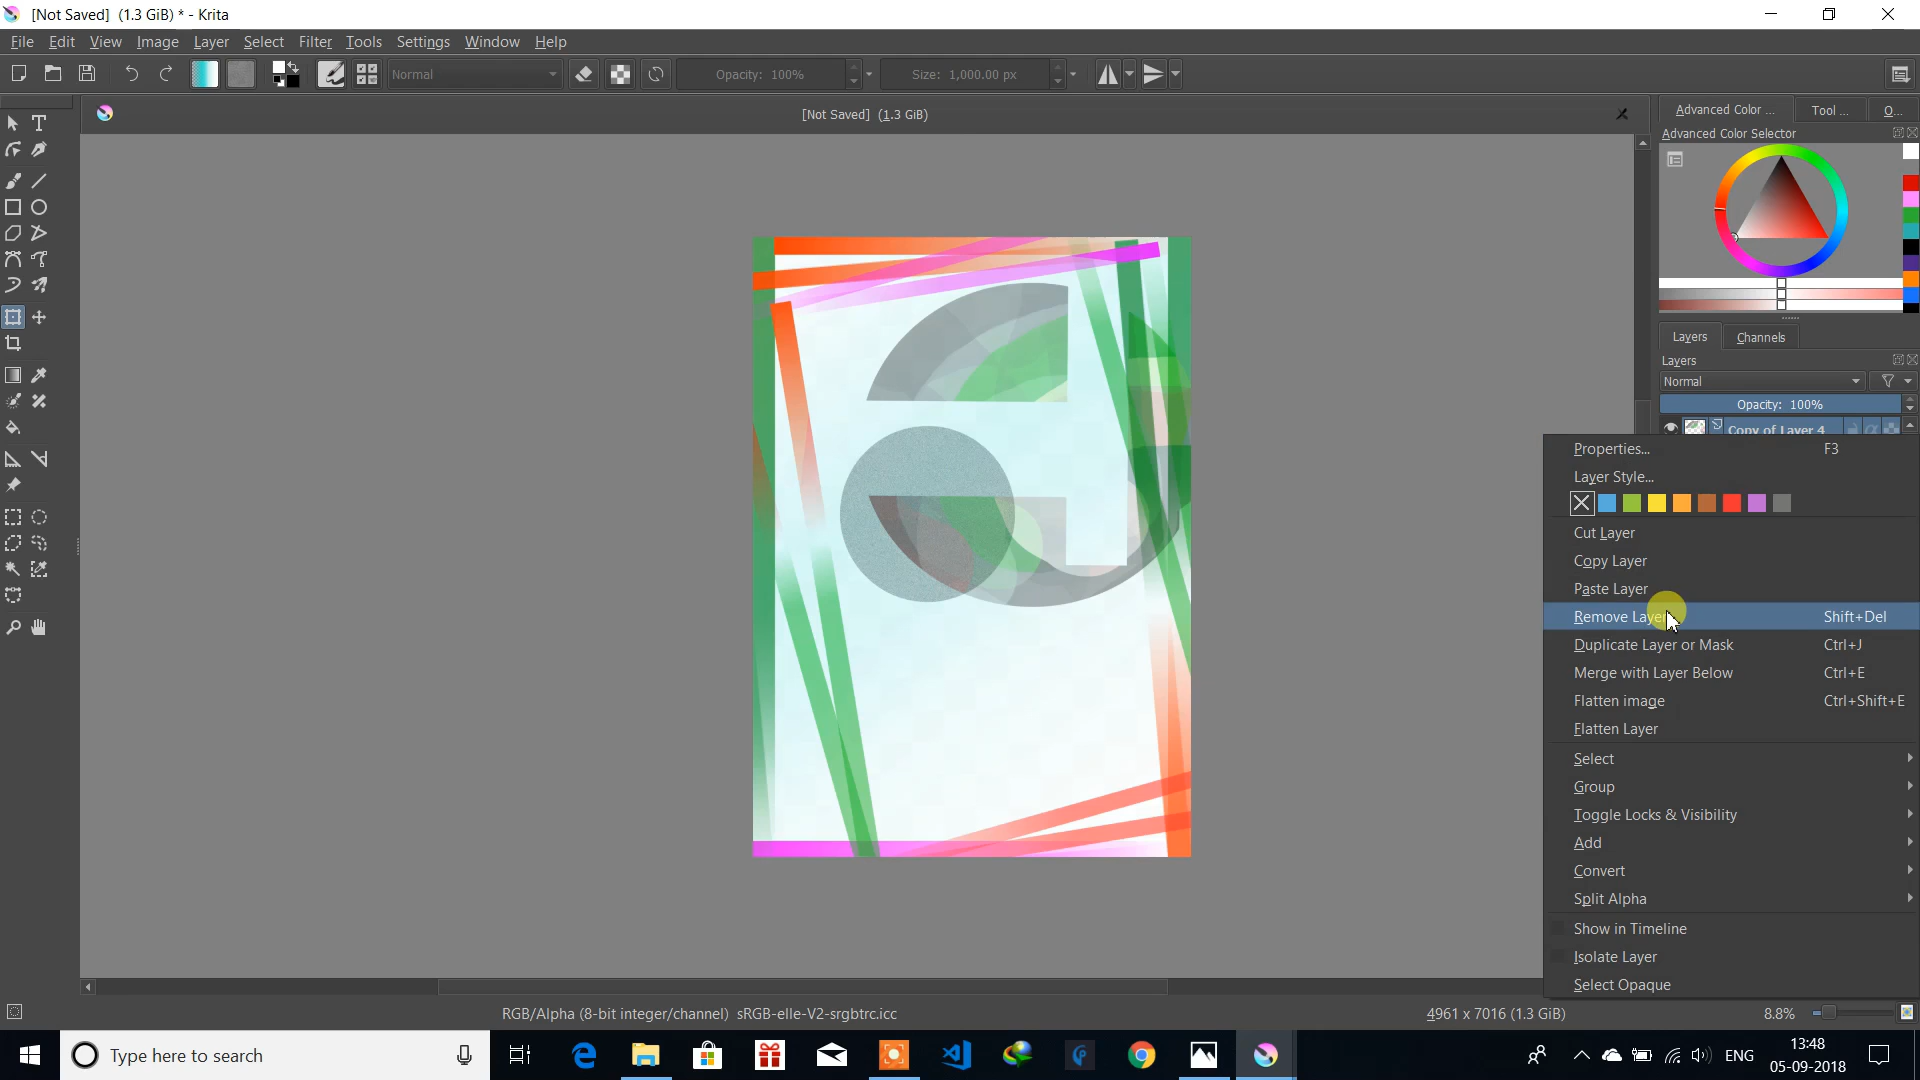 [Not Saved] (1.3 GiB) * - Krita
File Edit View Image Layer Select Filter Tools Settings Window Help
Normal Opacity: 100% Size: 1,000.00 px
[Not Saved] (1.3 GiB)
Advanced Color ... Tool ... O...
Advanced Color Selector
Layers Channels
Layers
Normal
Opacity: 100%
Copy of Layer 4
Properties... F3
Layer Style...
Cut Layer
Copy Layer
Paste Layer
Remove Layer Shift+Del
Duplicate Layer or Mask Ctrl+J
Merge with Layer Below Ctrl+E
Flatten image Ctrl+Shift+E
Flatten Layer
Select
Group
Toggle Locks & Visibility
Add
Convert
Split Alpha
Show in Timeline
Isolate Layer
Select Opaque
RGB/Alpha (8-bit integer/channel) sRGB-elle-V2-srgbtrc.icc 4961 x 7016 (1.3 GiB) 8.8%
Type here to search
ENG
13:48
05-09-2018